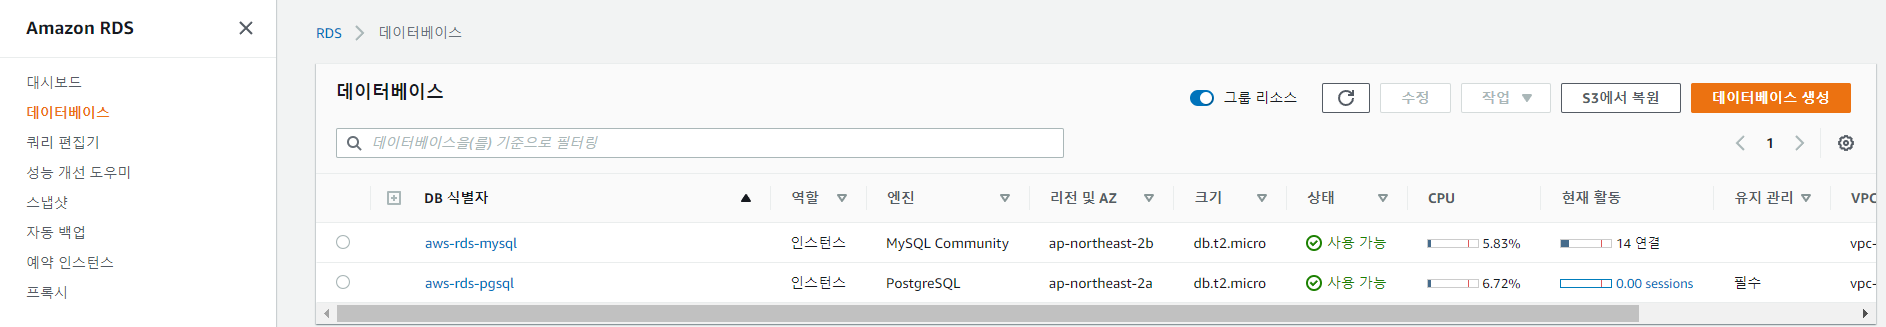 Amazon RDS
대시보드
데이터베이스
쿼리 편집기
성능 개선 도우미
스냅샷
자동 백업
예약 인스턴스
프록시
RDS 데이터베이스
데이터베이스
그룹 리소스 수정 작업 S3에서 복원 데이터베이스 생성
데이터베이스을(를) 기준으로 필터링
1
DB 식별자 역할 엔진 리전 및 AZ 크기 상태 CPU 현재 활동 유지 관리 VPC
aws-rds-mysql 인스턴스 MySQL Community ap-northeast-2b db.t2.micro 사용 가능 5.83% 14 연결 vpc-
aws-rds-pgsql 인스턴스 PostgreSQL ap-northeast-2a db.t2.micro 사용 가능 6.72% 0.00 sessions 필수 vpc-